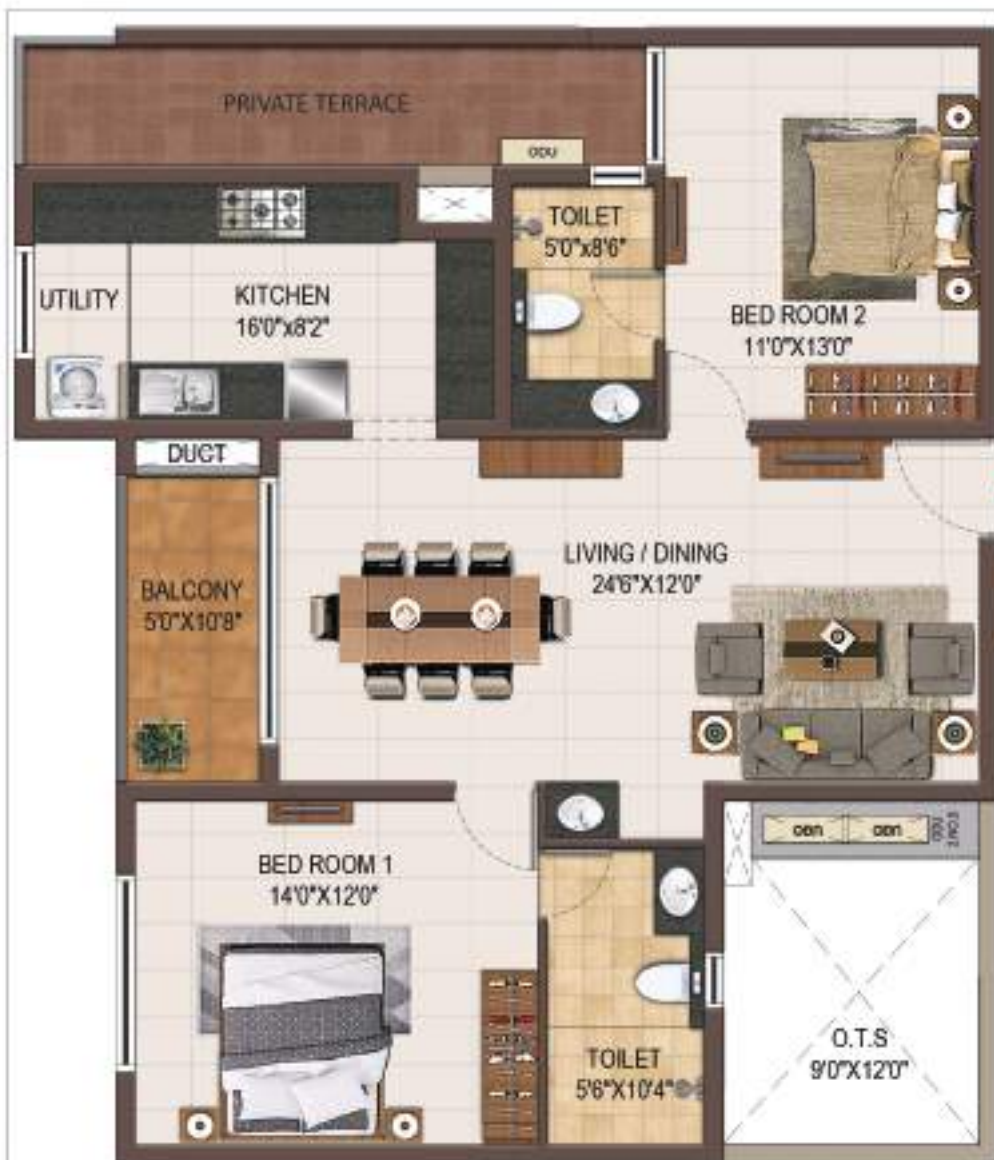 PRIVATE TERRACE
ODU
TOILET
5'0"x8'6"
UTILITY
KITCHEN
16'0"x8'2"
BED ROOM 2
11'0"X13'0"
DUCT
LIVING / DINING
24'6"X12'0"
BALCONY
5'0"X10'8"
BED ROOM 1
14'0"X12'0"
ODU
ODU
TOILET
5'6"X10'4"
O.T.S
9'0"X12'0"